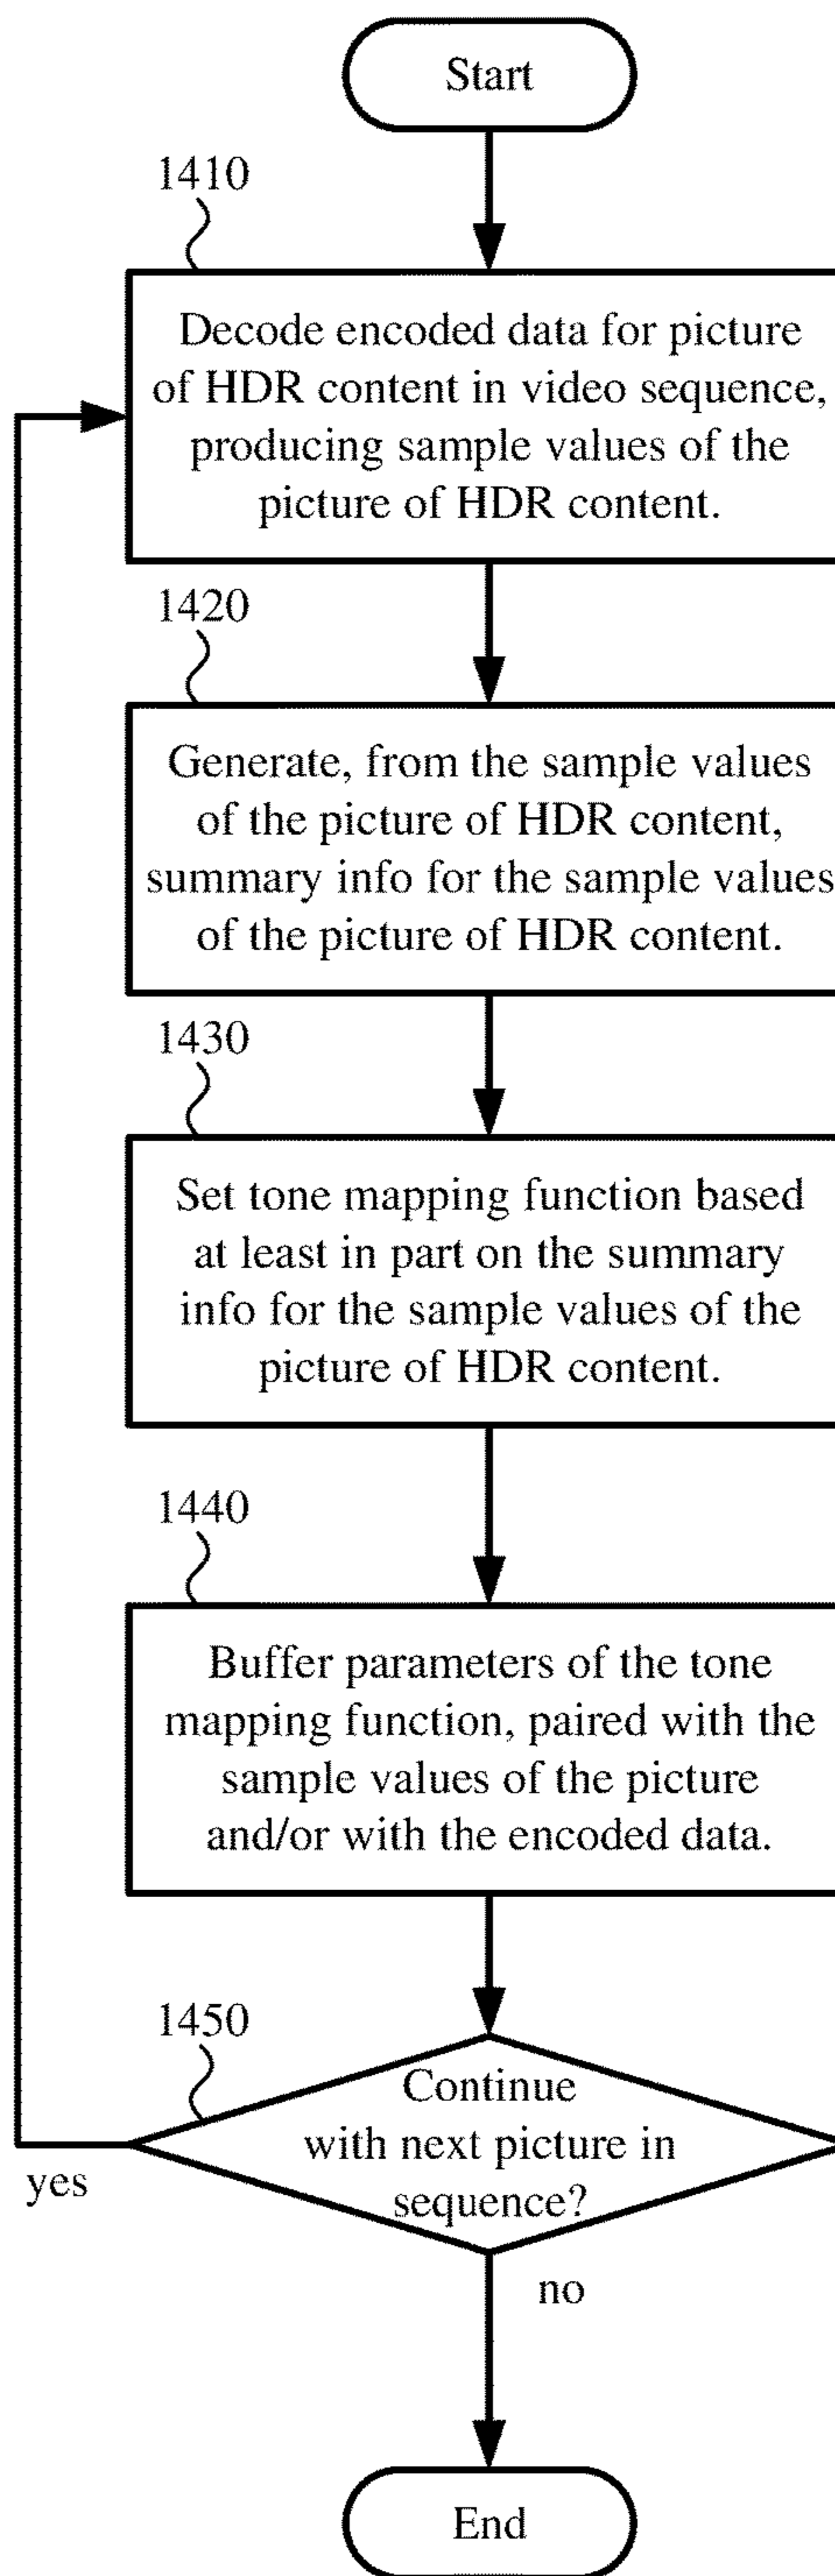 Start
1410
Decode encoded data for picture
of HDR content in video sequence,
producing sample values of the
picture of HDR content.
1420
Generate, from the sample values
of the picture of HDR content,
summary info for the sample values
of the picture of HDR content.
1430
Set tone mapping function based
at least in part on the summary
info for the sample values of the
picture of HDR content.
1440
Buffer parameters of the tone
mapping function, paired with the
sample values of the picture
and/or with the encoded data.
1450
Continue
with next picture in
sequence?
yes
no
End